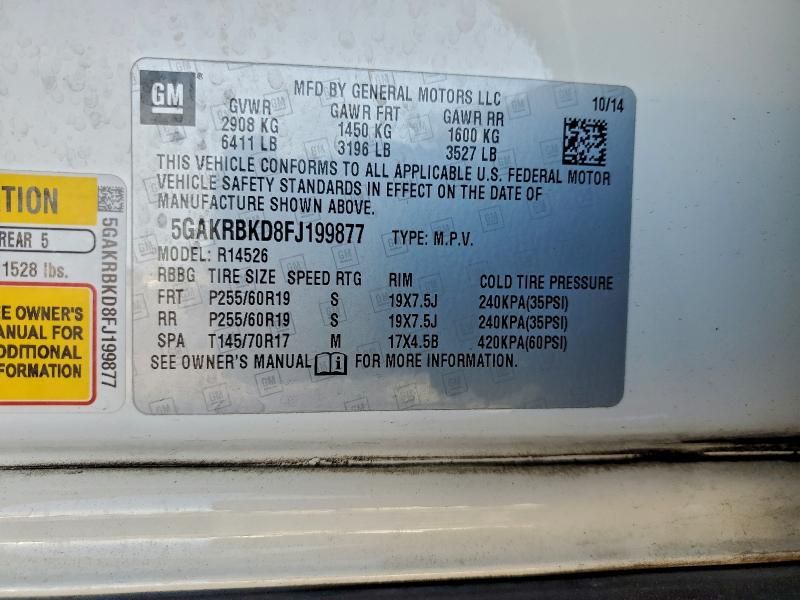 GM
MFD BY GENERAL MOTORS LLC
GVWR GAWR FRT GAWR RR 10/14
2908 KG 1450 KG 1600 KG
6411 LB 3196 LB 3527 LB
THIS VEHICLE CONFORMS TO ALL APPLICABLE U.S. FEDERAL MOTOR
VEHICLE SAFETY STANDARDS IN EFFECT ON THE DATE OF
MANUFACTURE SHOWN ABOVE.
5GAKRBKD8FJ199877 TYPE: M.P.V.
MODEL: R14526
RBBG TIRE SIZE SPEED RTG RIM COLD TIRE PRESSURE
FRT P255/60R19 S 19X7.5J 240KPA(35PSI)
RR P255/60R19 S 19X7.5J 240KPA(35PSI)
SPA T145/70R17 M 17X4.5B 420KPA(60PSI)
SEE OWNER'S MANUAL FOR MORE INFORMATION.
TION
REAR 5
1528 lbs.
EE OWNER'S
MANUAL FOR
DDITIONAL
FORMATION
5GAKRBKD8FJ199877